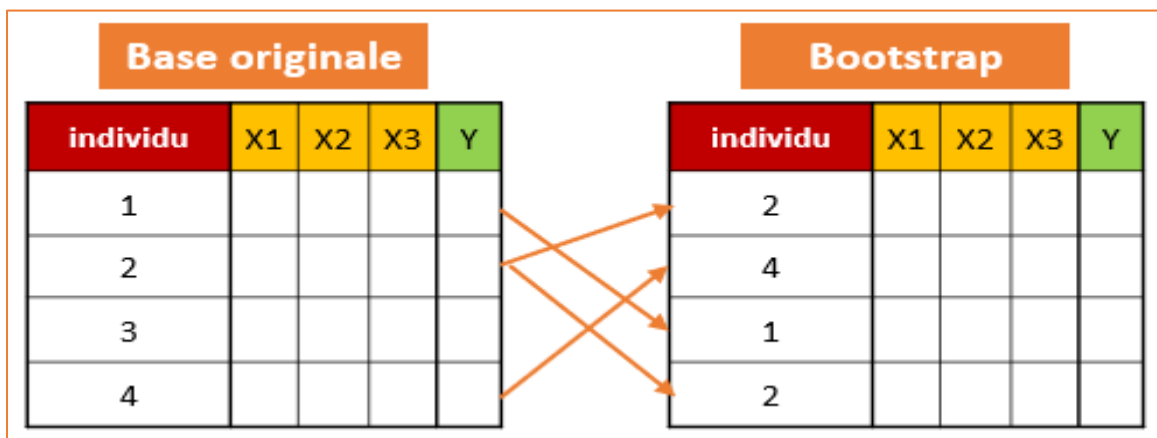 Base originale
Bootstrap
individu X1 X2 X3 Y
1
2
3
4
individu X1 X2 X3 Y
2
4
1
2